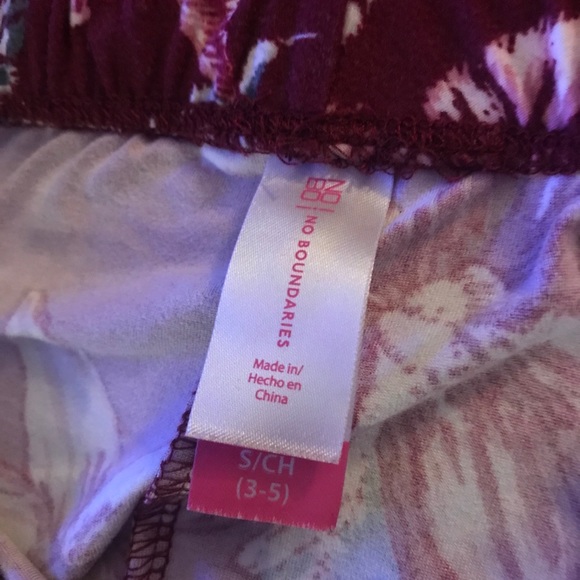 NO
BO
NO BOUNDARIES
Made in/
Hecho en
China
S/CH
(3-5)